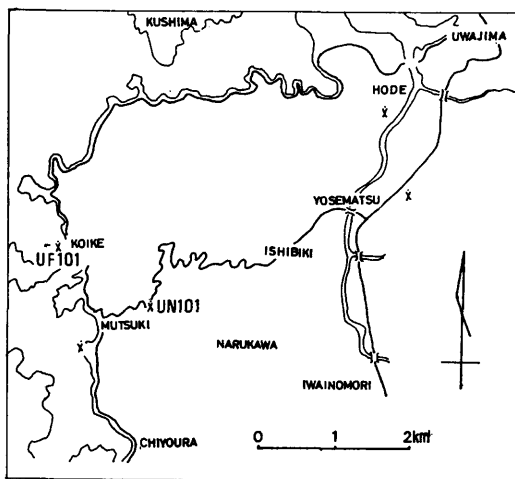 KUSHIMA
UWAJIMA
HODE
YOSEMATSU
KOIKE
UF101
ISHIBIKI
UN101
MUTSUKI
NARUKAWA
IWAINOMORI
CHIYOURA
0 1 2km